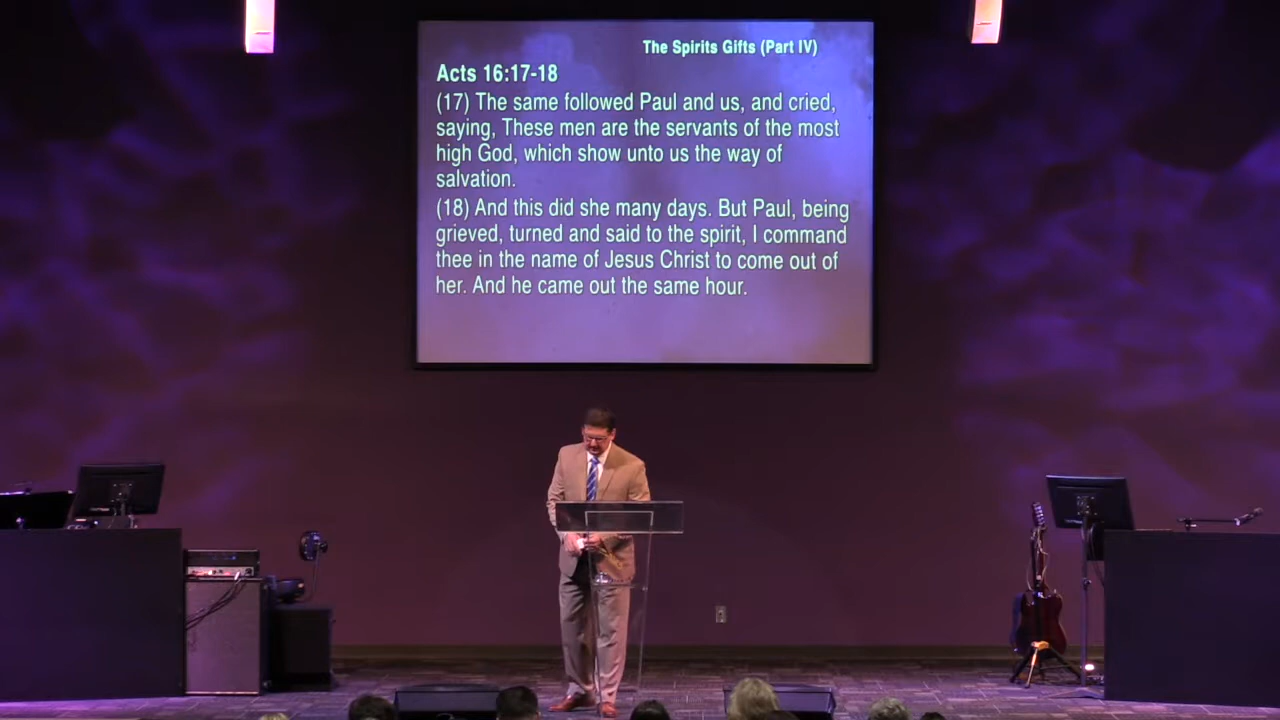 The Spirits Gifts (Part IV)
Acts 16:17-18
(17) The same followed Paul and us, and cried,
saying, These men are the servants of the most
high God, which show unto us the way of
salvation.
(18) And this did she many days. But Paul, being
grieved, turned and said to the spirit, I command
thee in the name of Jesus Christ to come out of
her. And he came out the same hour.